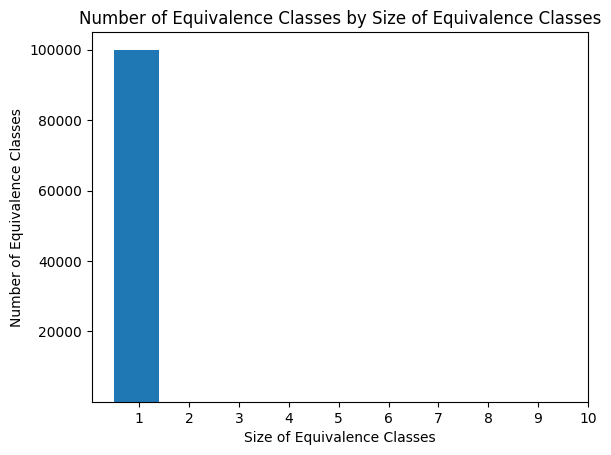 Number of Equivalence Classes by Size of Equivalence Classes
100000
80000
60000
40000
20000
Number of Equivalence Classes
1 2 3 4 5 6 7 8 9 10
Size of Equivalence Classes